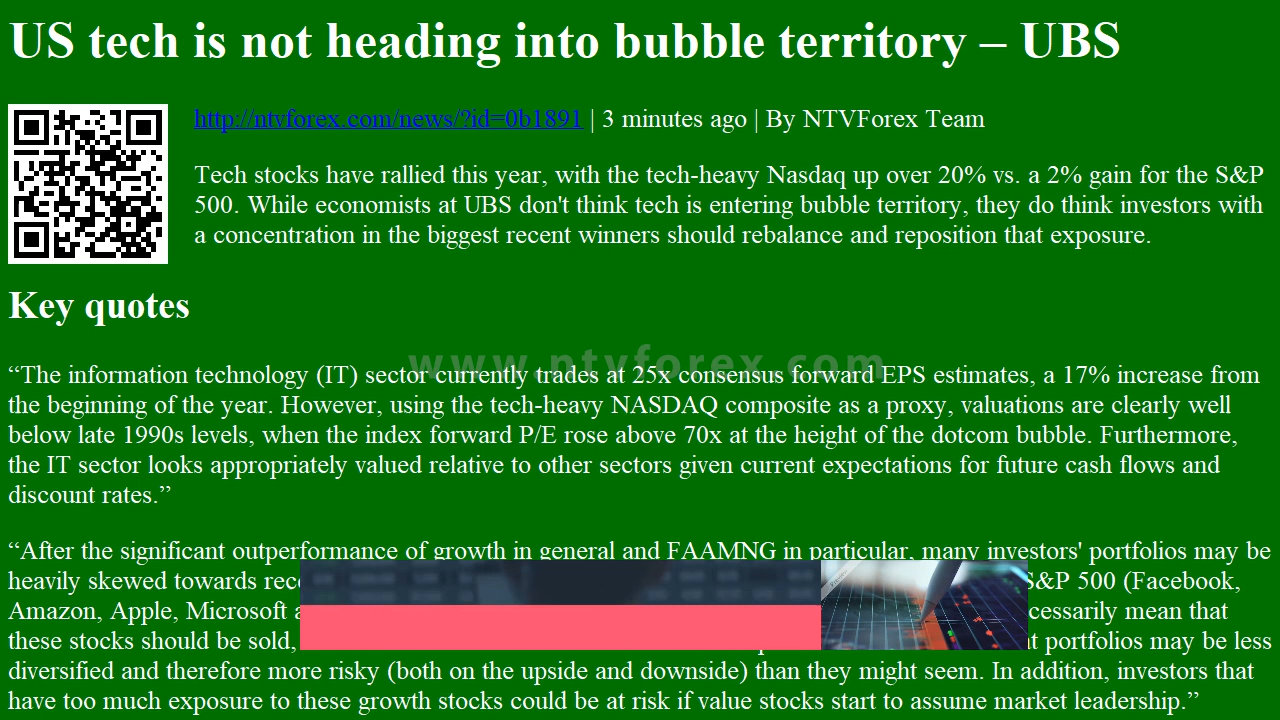 US tech is not heading into bubble territory – UBS
http://ntvforex.com/news/?id=0b1891 | 3 minutes ago | By NTVForex Team
Tech stocks have rallied this year, with the tech-heavy Nasdaq up over 20% vs. a 2% gain for the S&P
500. While economists at UBS don't think tech is entering bubble territory, they do think investors with
a concentration in the biggest recent winners should rebalance and reposition that exposure.
Key quotes
www.ntvforex.com
“The information technology (IT) sector currently trades at 25x consensus forward EPS estimates, a 17% increase from
the beginning of the year. However, using the tech-heavy NASDAQ composite as a proxy, valuations are clearly well
below late 1990s levels, when the index forward P/E rose above 70x at the height of the dotcom bubble. Furthermore,
the IT sector looks appropriately valued relative to other sectors given current expectations for future cash flows and
discount rates.”
“After the significant outperformance of growth in general and FAAMNG in particular, many investors' portfolios may be
heavily skewed towards S&P 500 (Facebook,
Amazon, Apple, Microsoft mean that
these stocks should be sold, portfolios may be less
diversified and therefore more risky (both on the upside and downside) than they might seem. In addition, investors that
have too much exposure to these growth stocks could be at risk if value stocks start to assume market leadership.”